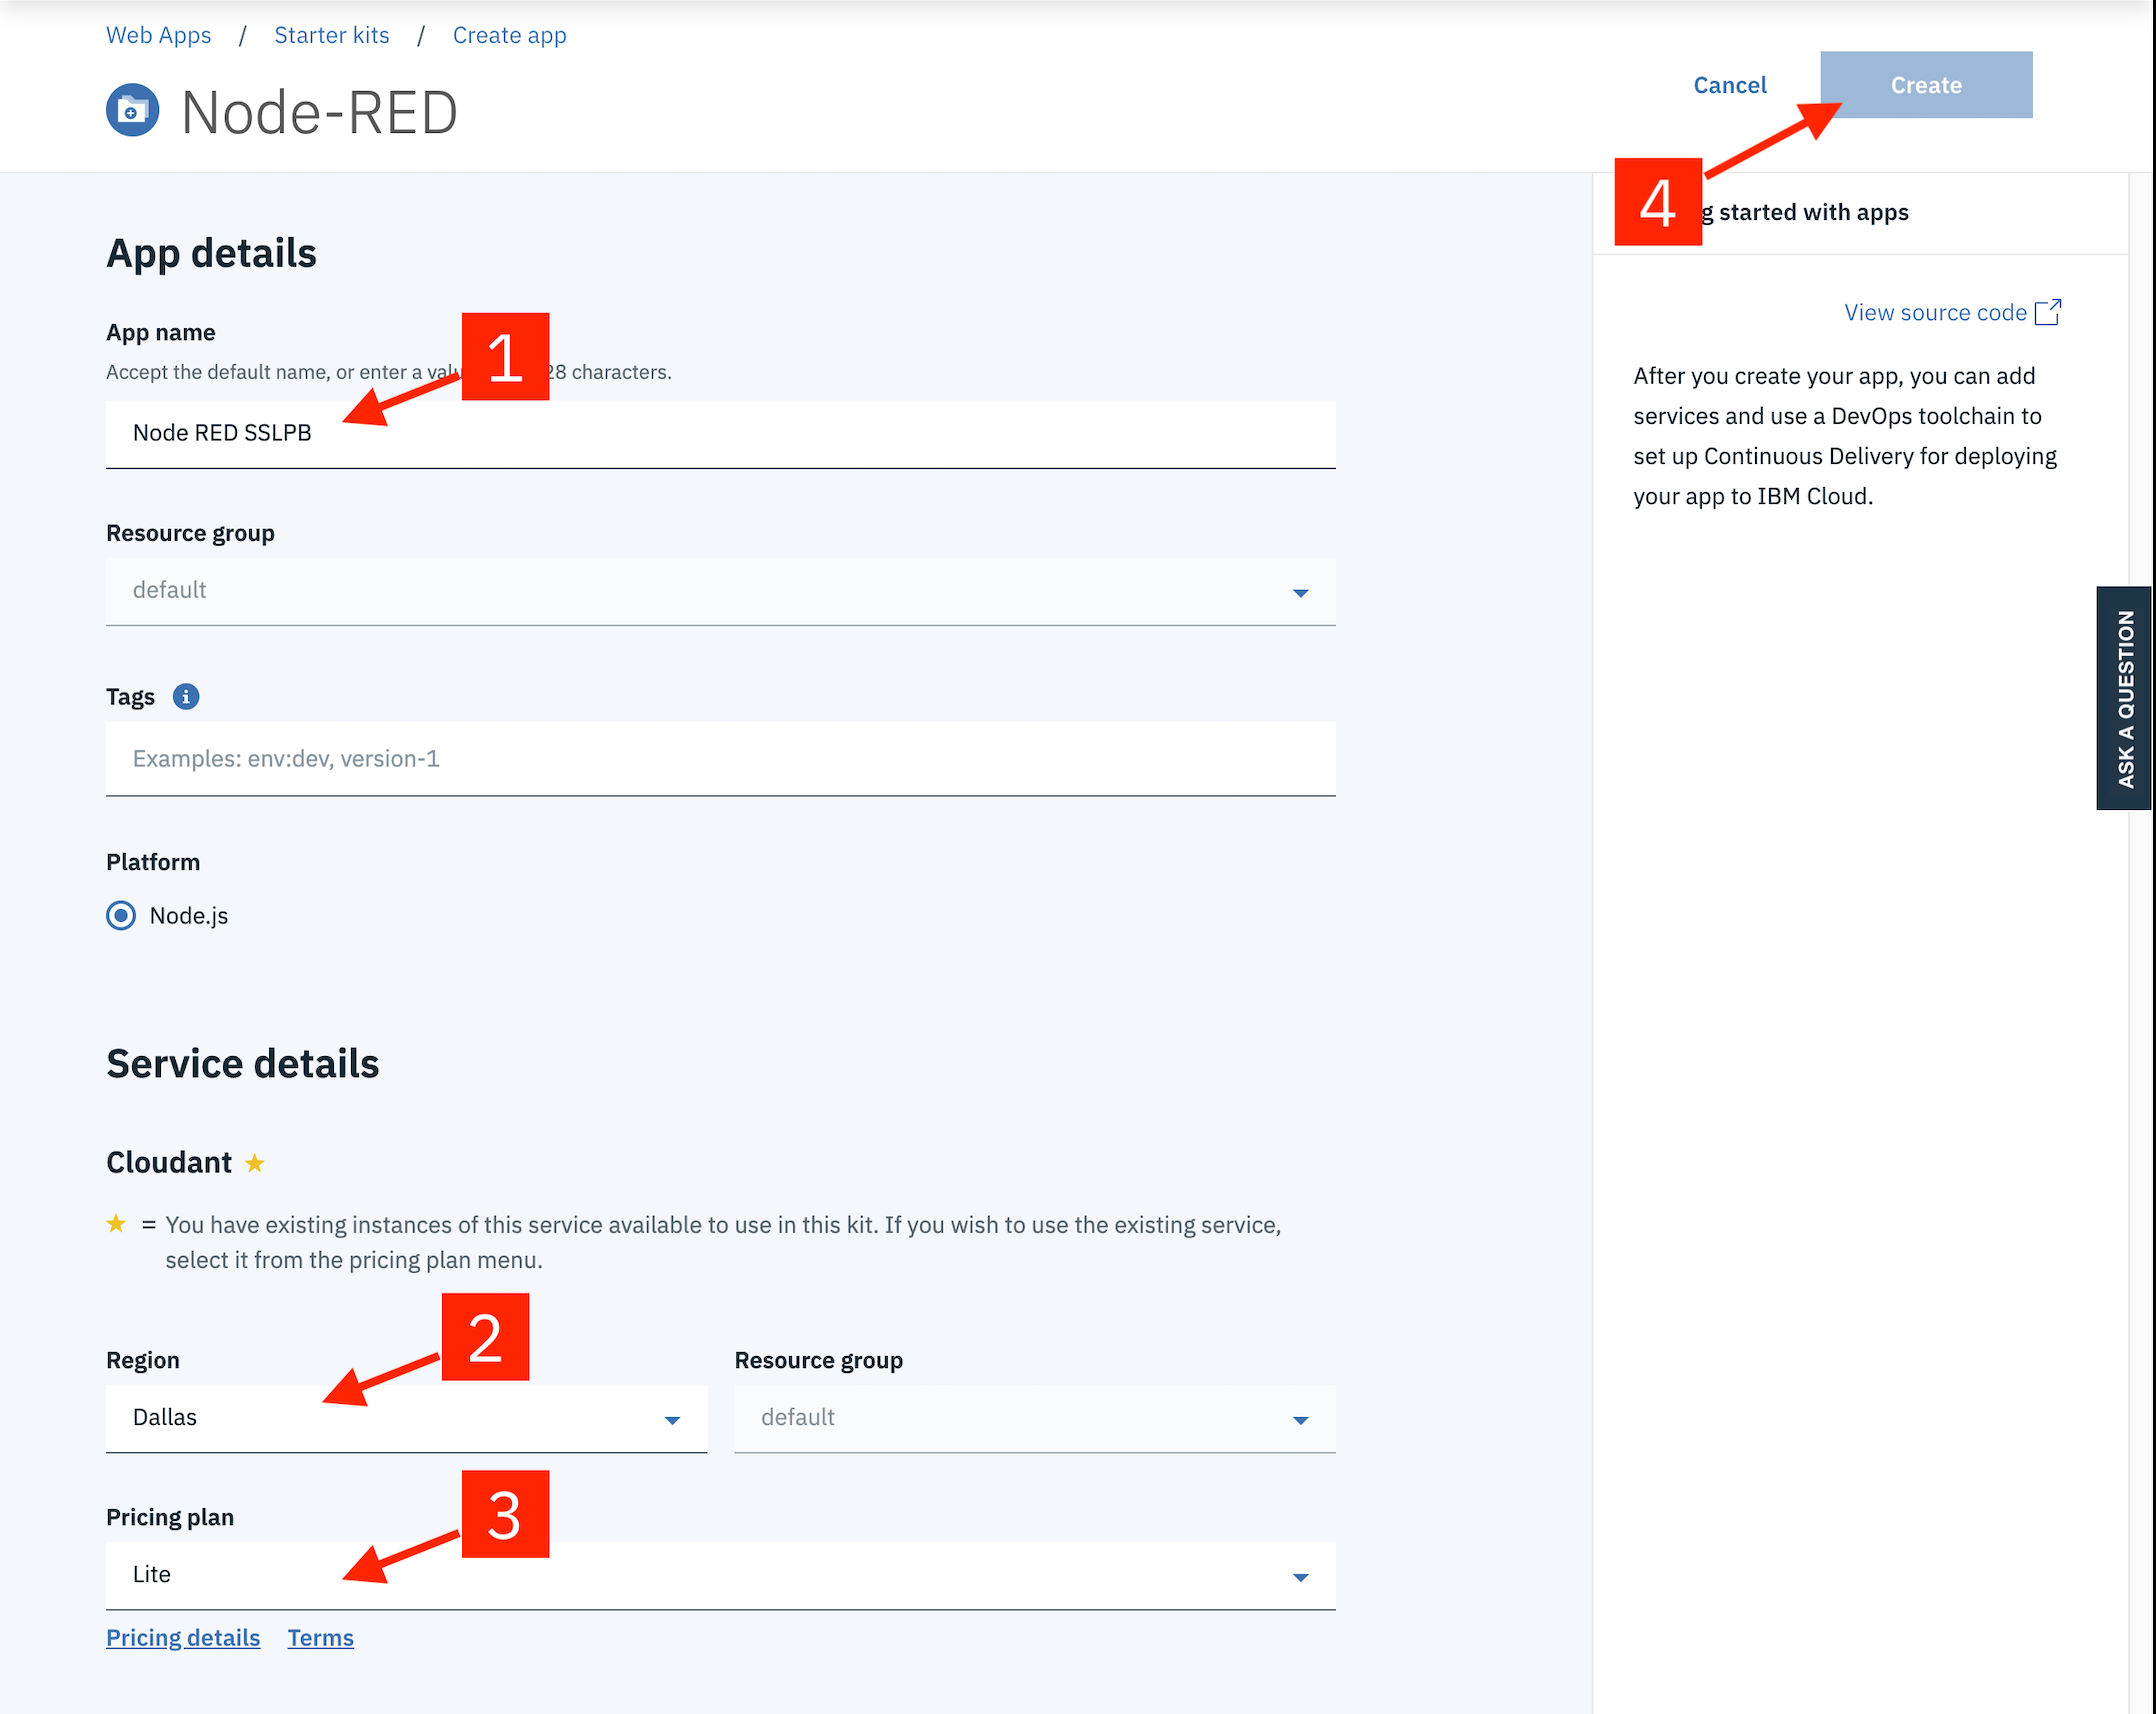 Web Apps / Starter kits / Create app
Node-RED
Cancel
Create
4
g started with apps
App details
App name
1
Accept the default name, or enter a 28 characters.
Node RED SSLPB
View source code
After you create your app, you can add
services and use a DevOps toolchain to
set up Continuous Delivery for deploying
your app to IBM Cloud.
Resource group
default
Tags
Examples: env:dev, version-1
ASK A QUESTION
Platform
Node.js
Service details
Cloudant
= You have existing instances of this service available to use in this kit. If you wish to use the existing service,
select it from the pricing plan menu.
2
Region
Resource group
Dallas
default
3
Pricing plan
Lite
Pricing details Terms